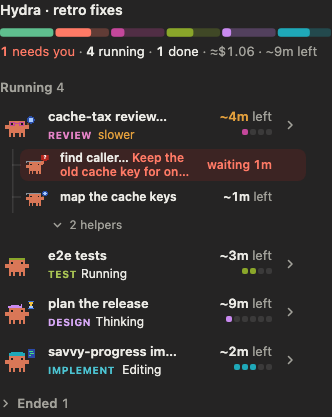 Hydra · retro fixes
1 needs you · 4 running · 1 done · ≈$1.06 · ~9m left
Running 4
cache-tax review... ~4m left
REVIEW slower
find caller... Keep the old cache key for on... waiting 1m
map the cache keys ~1m left
2 helpers
e2e tests ~3m left
TEST Running
plan the release ~9m left
DESIGN Thinking
savvy-progress im... ~2m left
IMPLEMENT Editing
Ended 1